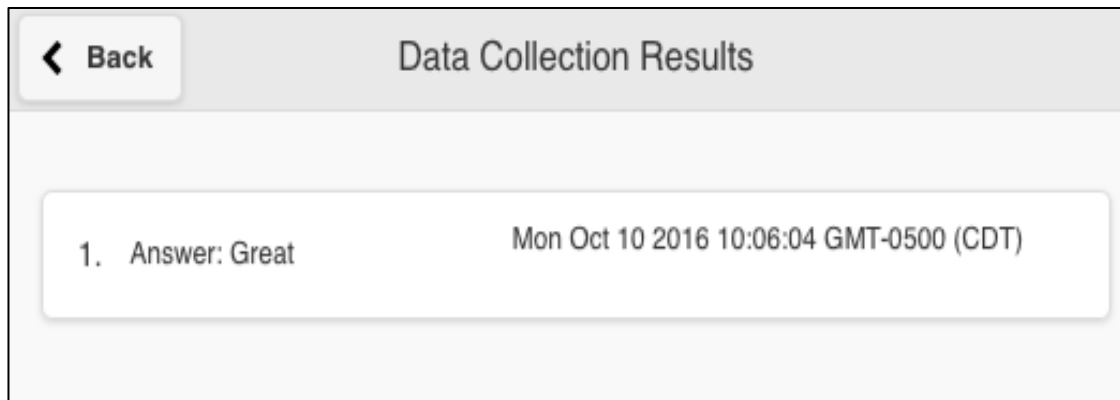 Back
Data Collection Results
1. Answer: Great
Mon Oct 10 2016 10:06:04 GMT-0500 (CDT)